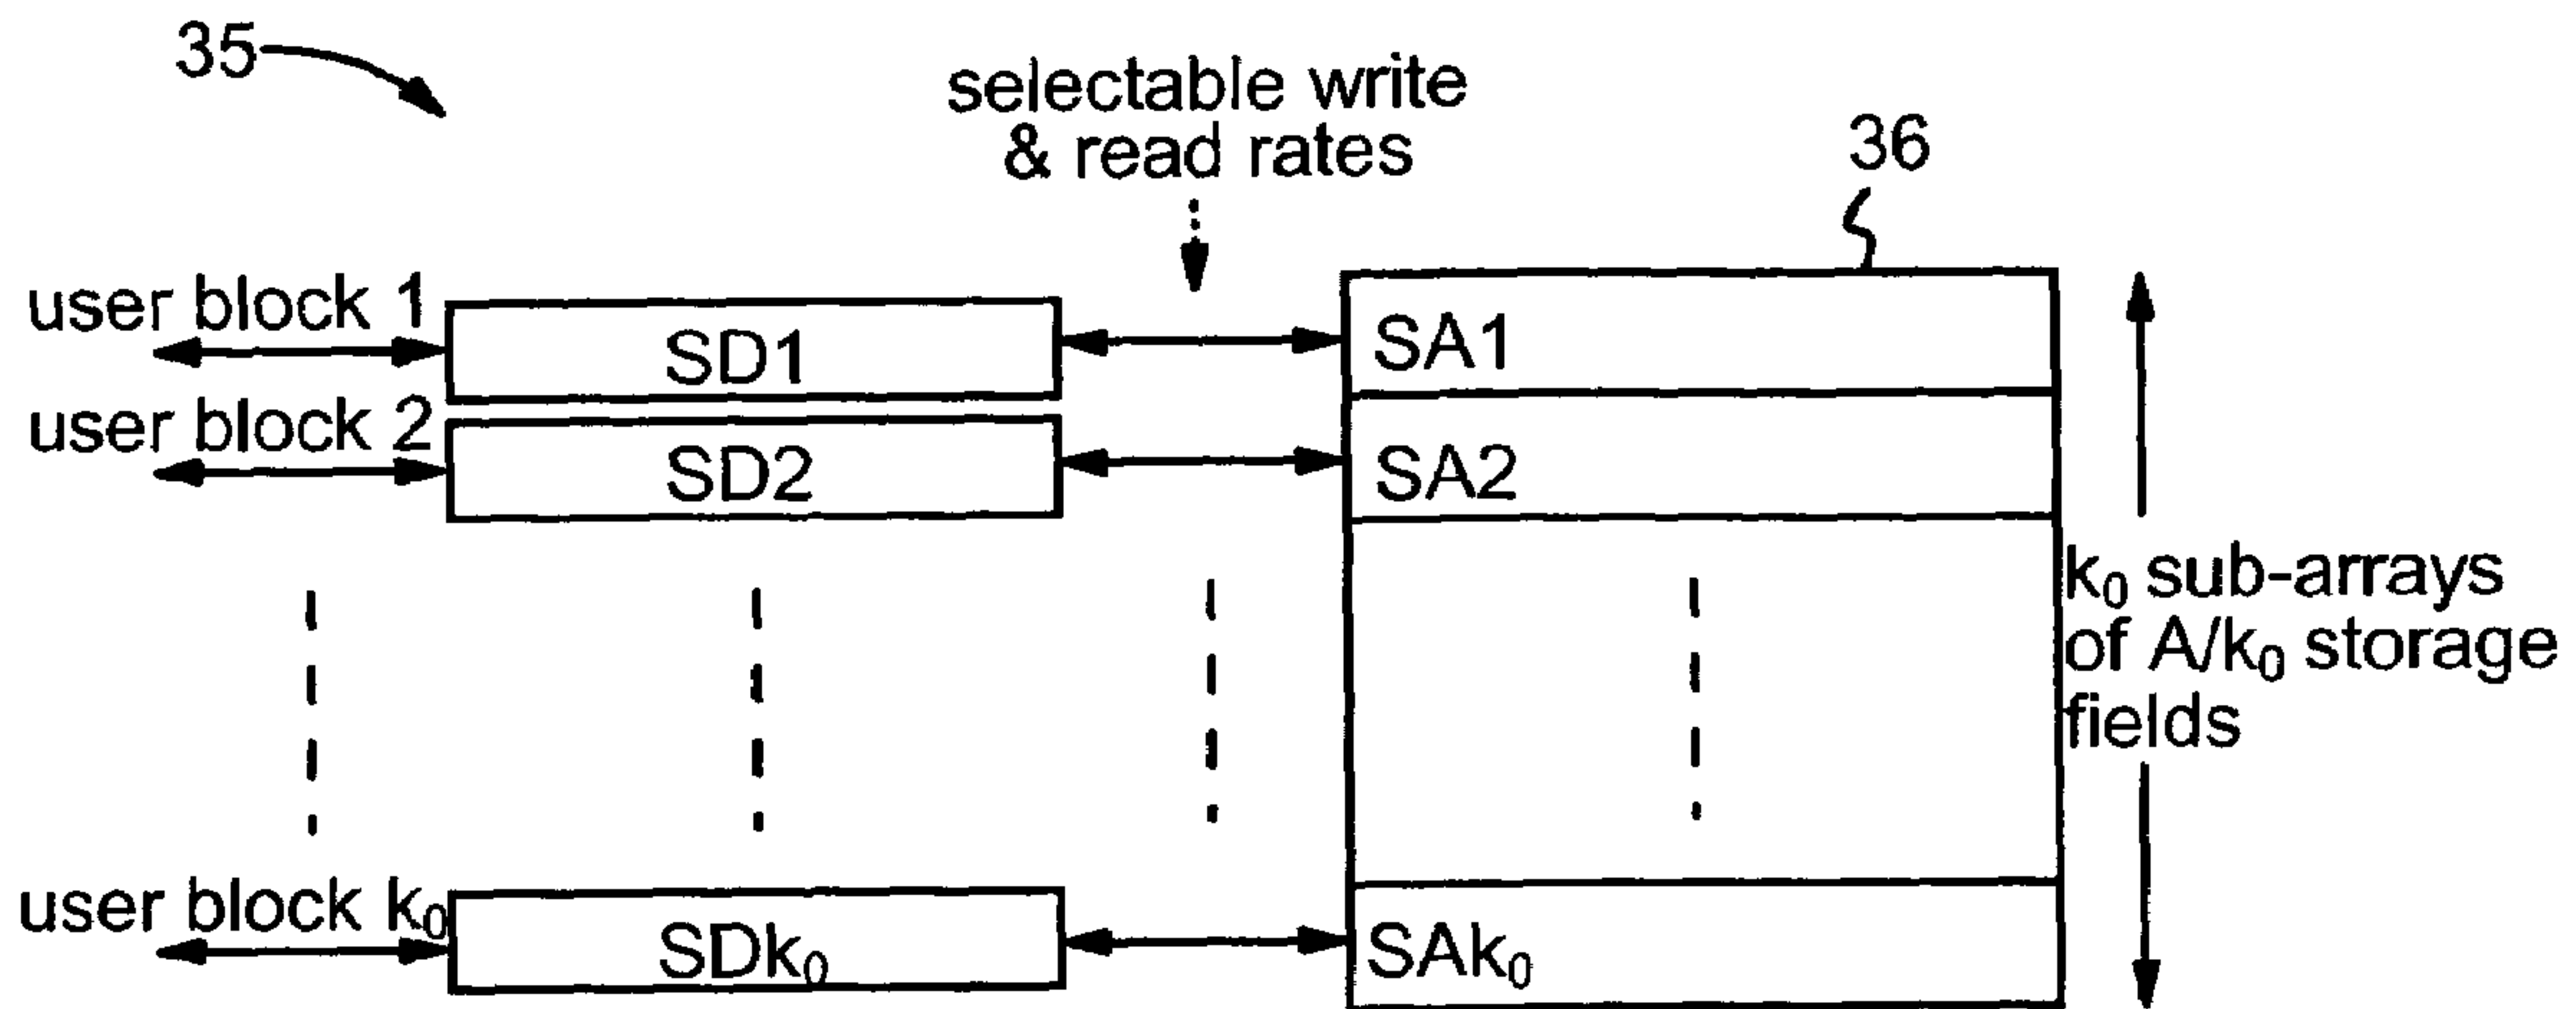 35
selectable write
& read rates
36
user block 1
SD1
SA1
user block 2
SD2
SA2
k₀ sub-arrays
of A/k₀ storage
fields
user block k₀
SDk₀
SAk₀